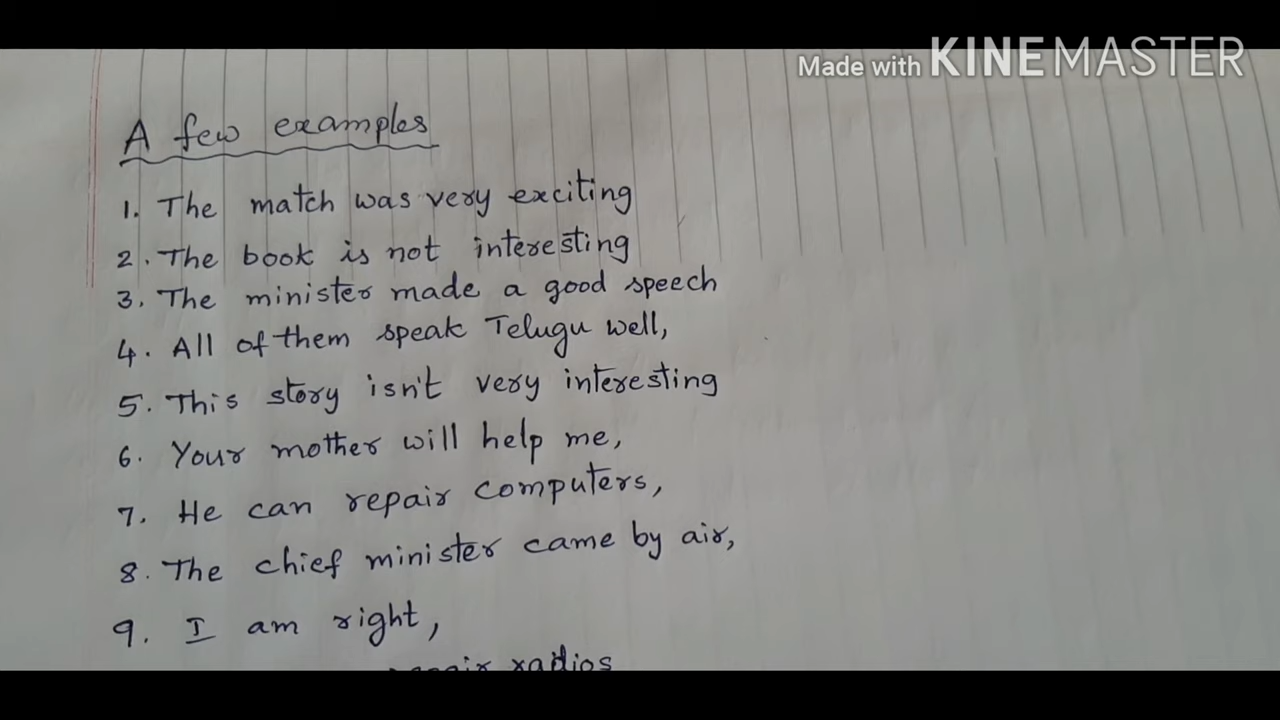 Made with KINEMASTER
A few examples
1. The match was very exciting
2. The book is not interesting
3. The minister made a good speech
4. All of them speak Telugu well,
5. This story isn't very interesting
6. Your mother will help me,
7. He can repair computers,
8. The chief minister came by air,
9. I am right,
repair radios